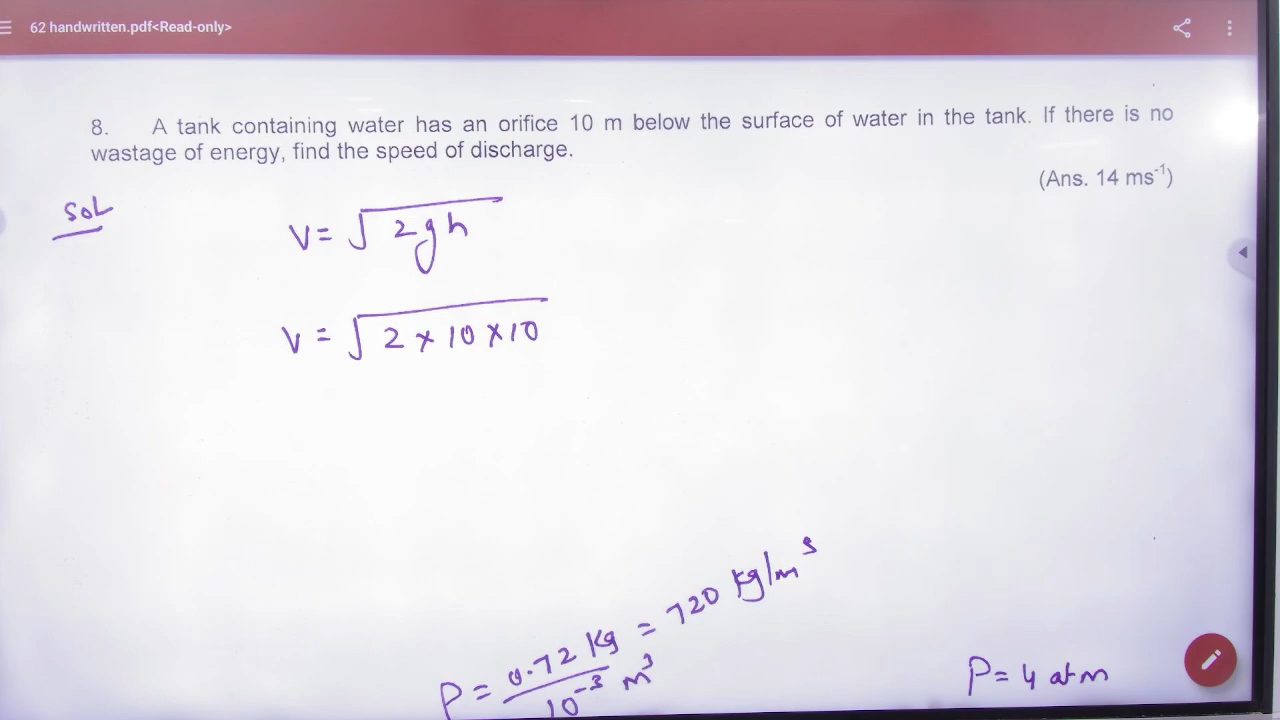 62 handwritten.pdf<Read-only>
8. A tank containing water has an orifice 10 m below the surface of water in the tank. If there is no
wastage of energy, find the speed of discharge.
(Ans. 14 ms⁻¹)
SOL
V = √2gh
V = √2 × 10 × 10
ρ = 0.72 Kg / 10⁻³ m³ = 720 kg/m³
P = 4 atm